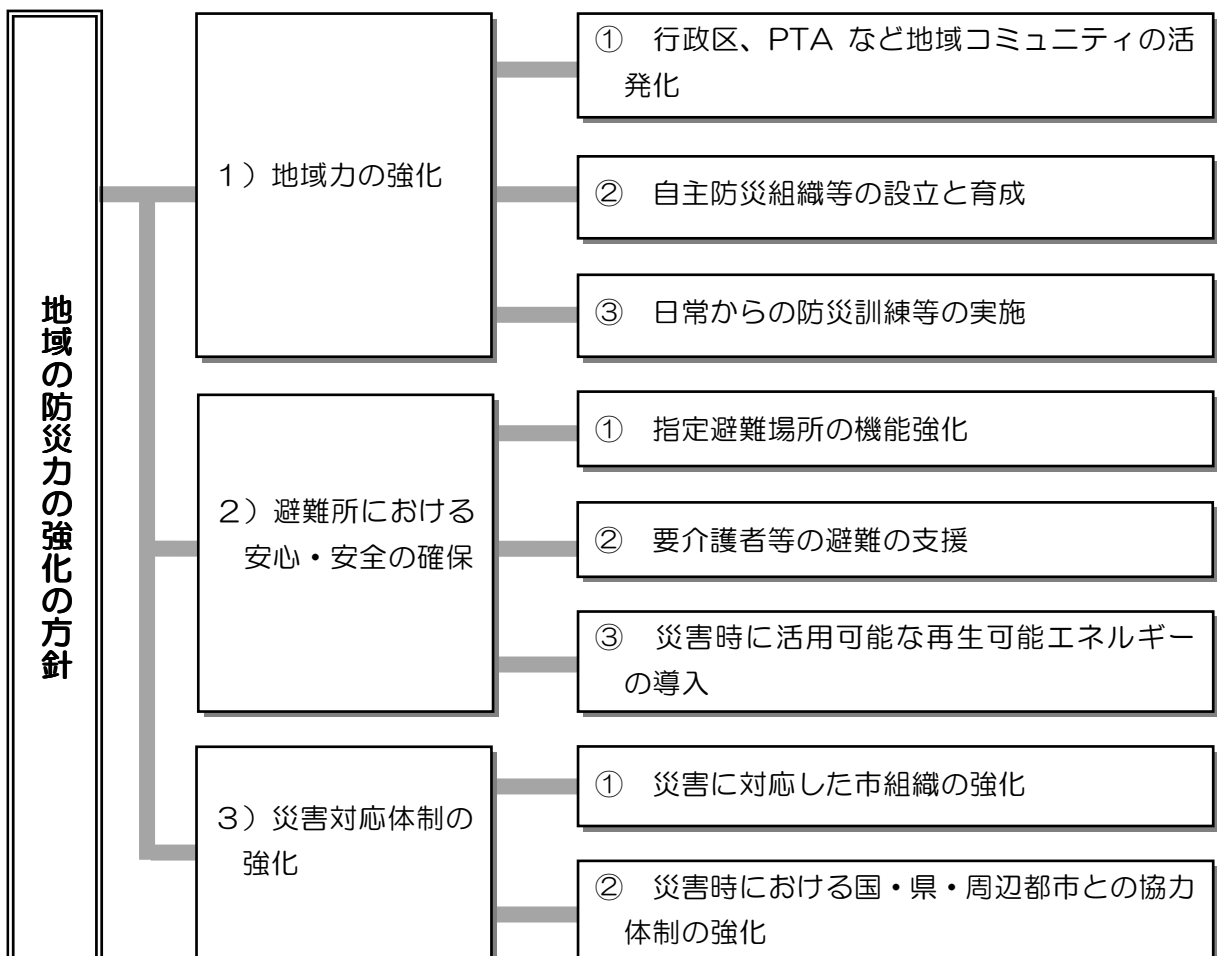 地域の防災力の強化の方針
1）地域力の強化
① 行政区、PTA など地域コミュニティの活
発化
② 自主防災組織等の設立と育成
③ 日常からの防災訓練等の実施
2）避難所における
安心・安全の確保
① 指定避難場所の機能強化
② 要介護者等の避難の支援
③ 災害時に活用可能な再生可能エネルギー
の導入
3）災害対応体制の
強化
① 災害に対応した市組織の強化
② 災害時における国・県・周辺都市との協力
体制の強化